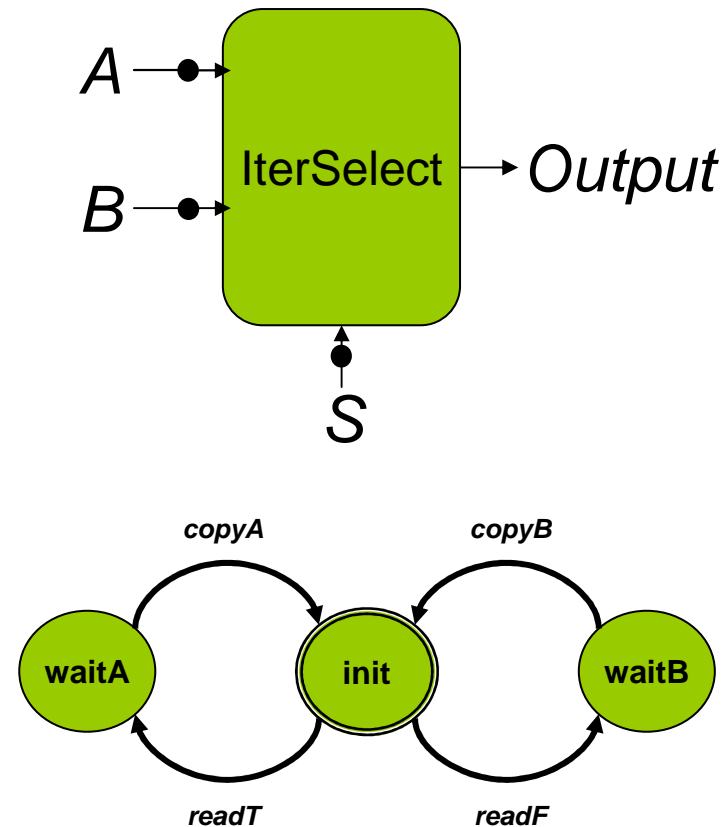 A
B
IterSelect
Output
S
copyA
copyB
waitA
init
waitB
readT
readF